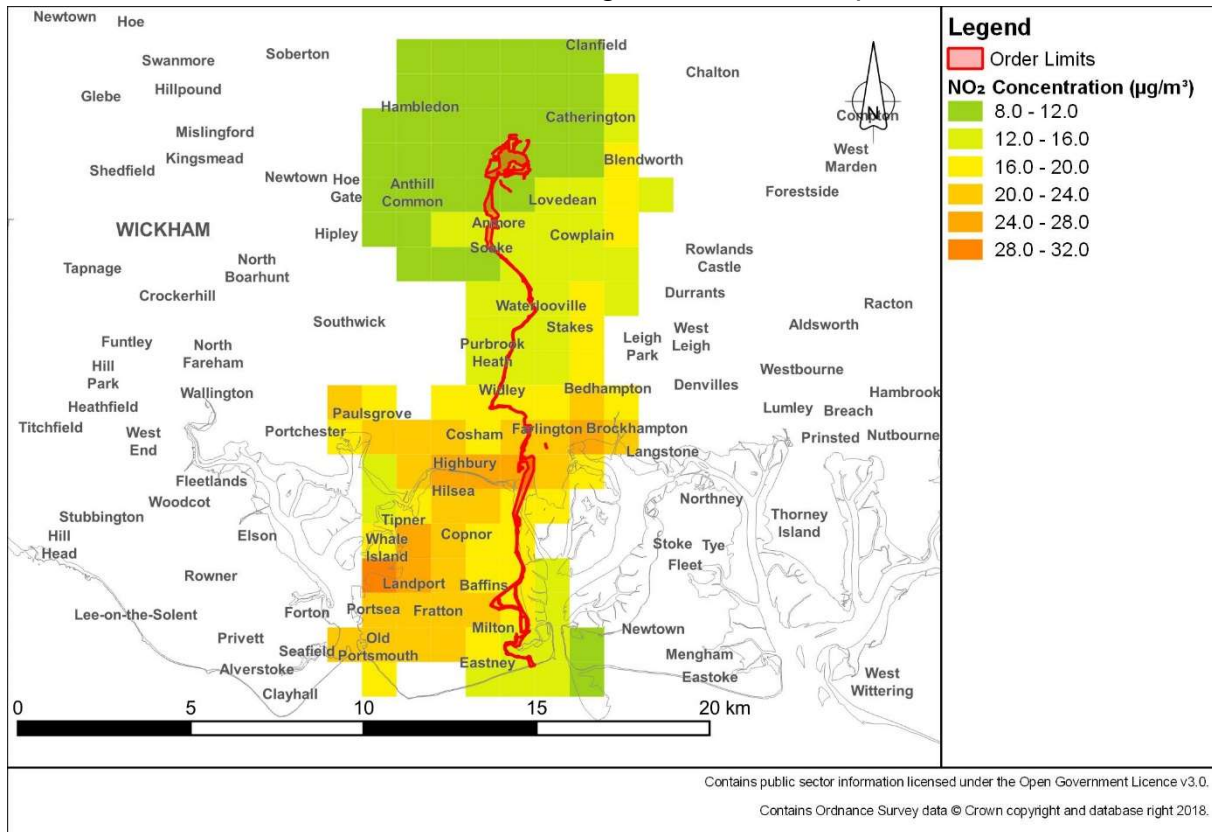 Newtown
Hoe
Swanmore
Soberton
Clanfield
Chalton
Glebe
Hillpound
Hambledon
Catherington
Compton
Mislingford
Kingsmead
Shedfield
Newtown
Hoe
Gate
Anthill
Common
Blendworth
West
Marden
Forestside
Lovedean
WICKHAM
Hipley
Anmore
Soake
Cowplain
Rowlands
Castle
Tapnage
North
Boarhunt
Crockerhill
Southwick
Waterlooville
Stakes
Durrants
Racton
Aldsworth
Funtley
North
Fareham
Purbrook
Heath
Leigh
Park
West
Leigh
Hill
Park
Wallington
Widley
Bedhampton
Denvilles
Westbourne
Hambrook
Heathfield
Titchfield
West
End
Portchester
Paulsgrove
Cosham
Farlington
Brockhampton
Langstone
Lumley
Breach
Prinsted
Nutbourne
Fleetlands
Woodcot
Highbury
Hilsea
Northney
Thorney
Island
Stubbington
Hill
Head
Elson
Tipner
Whale
Island
Copnor
Stoke
Tye
Fleet
Rowner
Landport
Baffins
Lee-on-the-Solent
Forton
Portsea
Fratton
Milton
Newtown
Privett
Seafield
Alverstoke
Old
Portsmouth
Eastney
Mengham
Eastoke
West
Wittering
Clayhall
0 5 10 15 20 km
N
Legend
Order Limits
NO₂ Concentration (µg/m³)
8.0 - 12.0
12.0 - 16.0
16.0 - 20.0
20.0 - 24.0
24.0 - 28.0
28.0 - 32.0
Contains public sector information licensed under the Open Government Licence v3.0.
Contains Ordnance Survey data © Crown copyright and database right 2018.